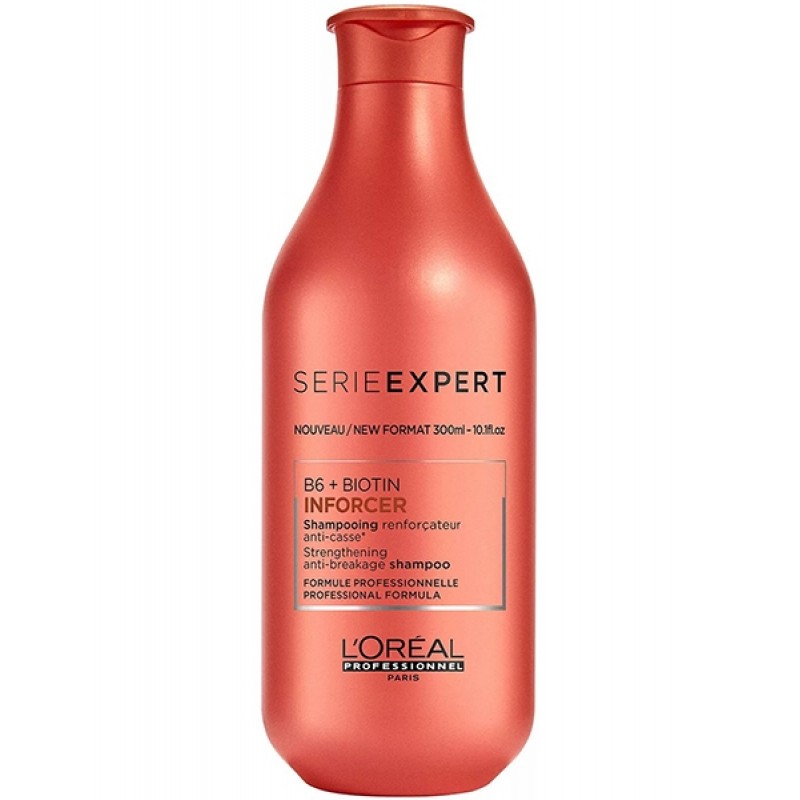 SERIEEXPERT
NOUVEAU / NEW FORMAT 300ml - 10.1fl.oz
B6 + BIOTIN
INFORCER
Shampooing renforçateur
anti-casse*
Strengthening
anti-breakage shampoo
FORMULE PROFESSIONNELLE
PROFESSIONAL FORMULA
L'ORÉAL
PROFESSIONNEL
PARIS